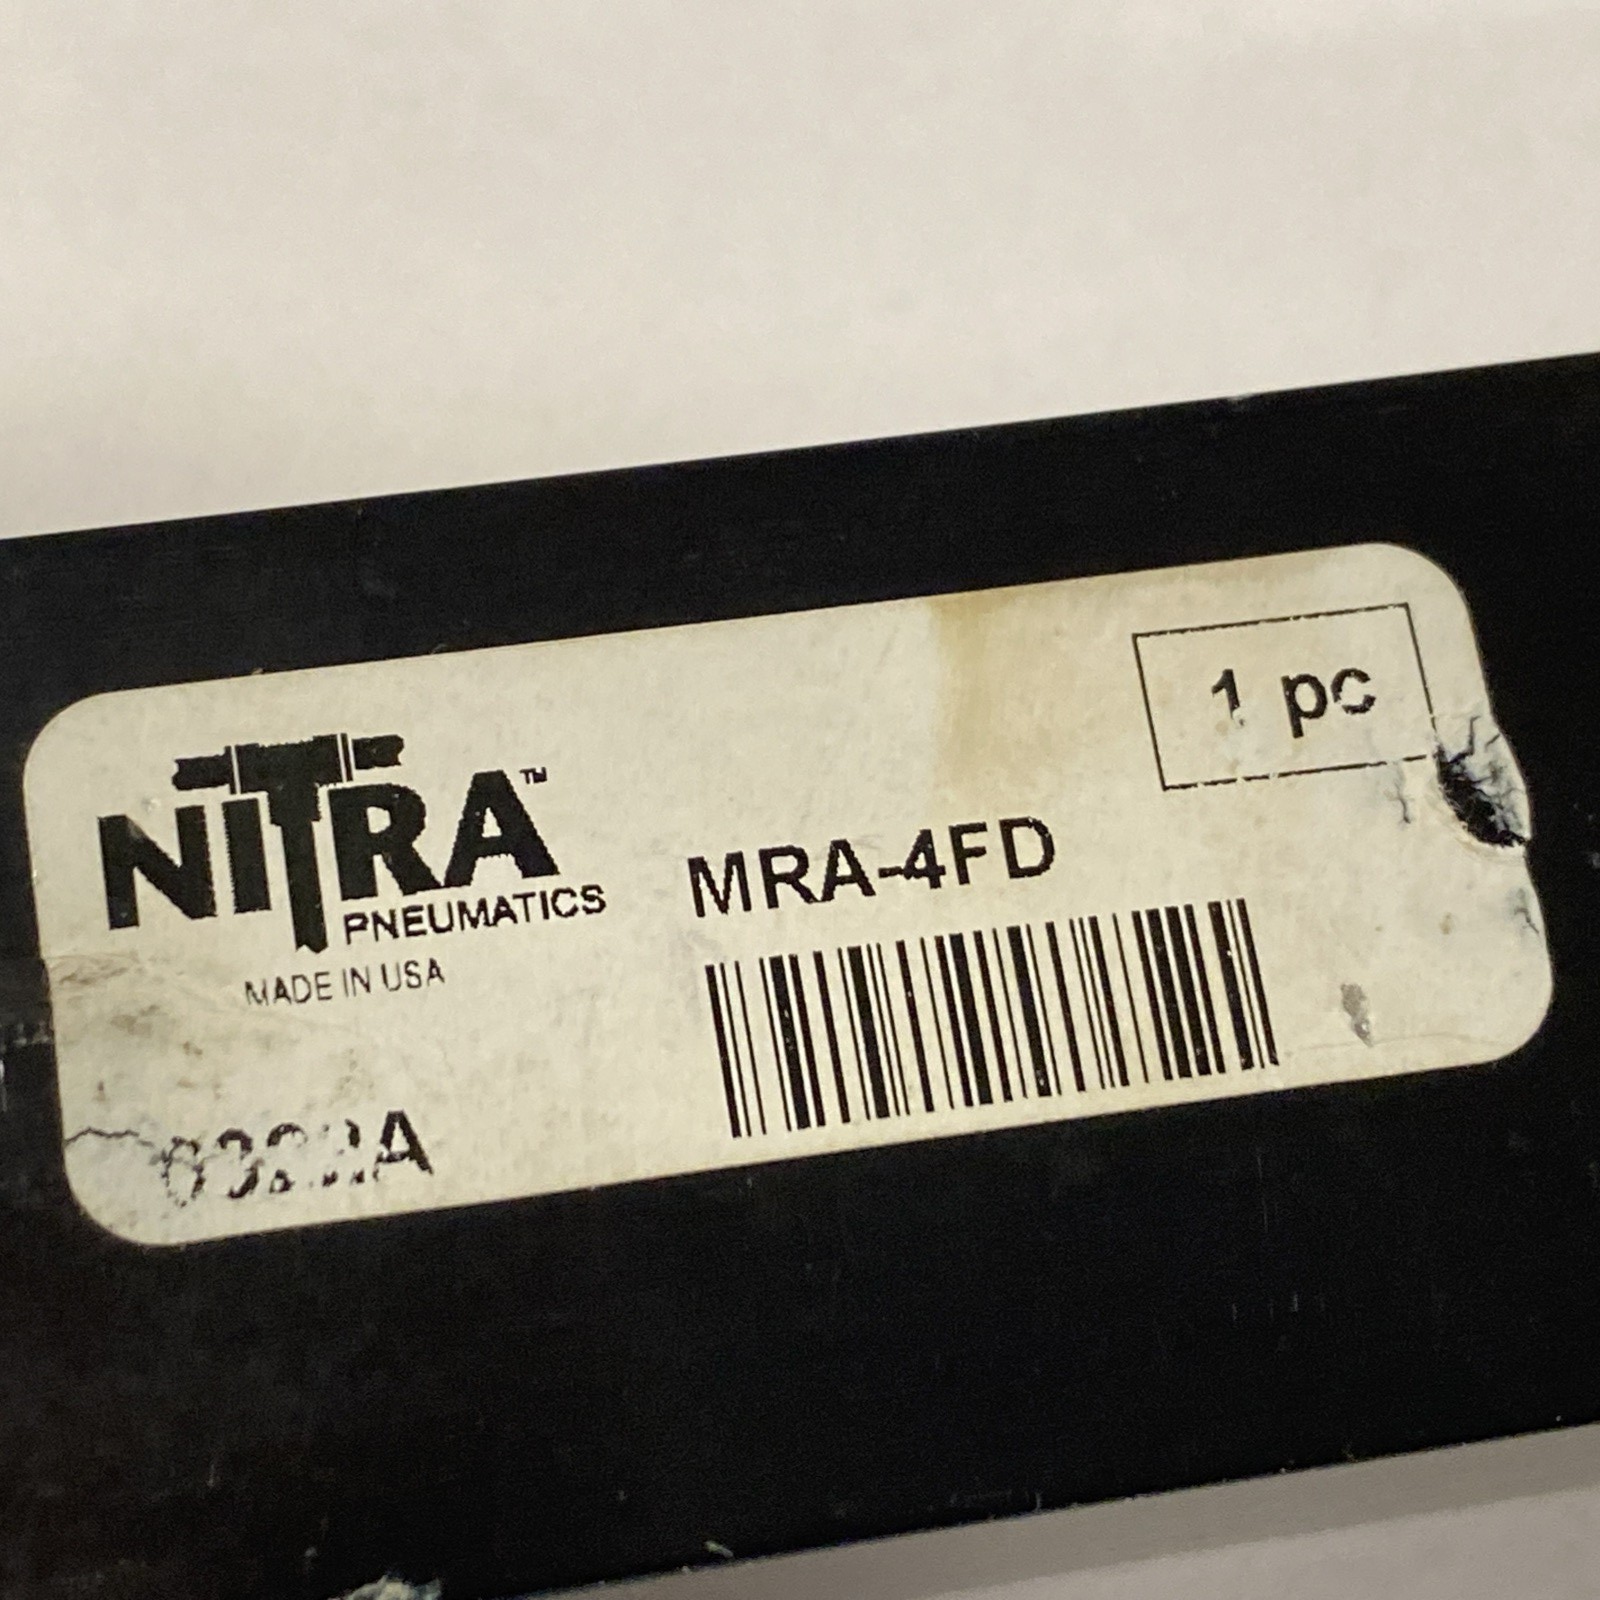 1 pc
NITRA™
PNEUMATICS
MADE IN USA
MRA-4FD